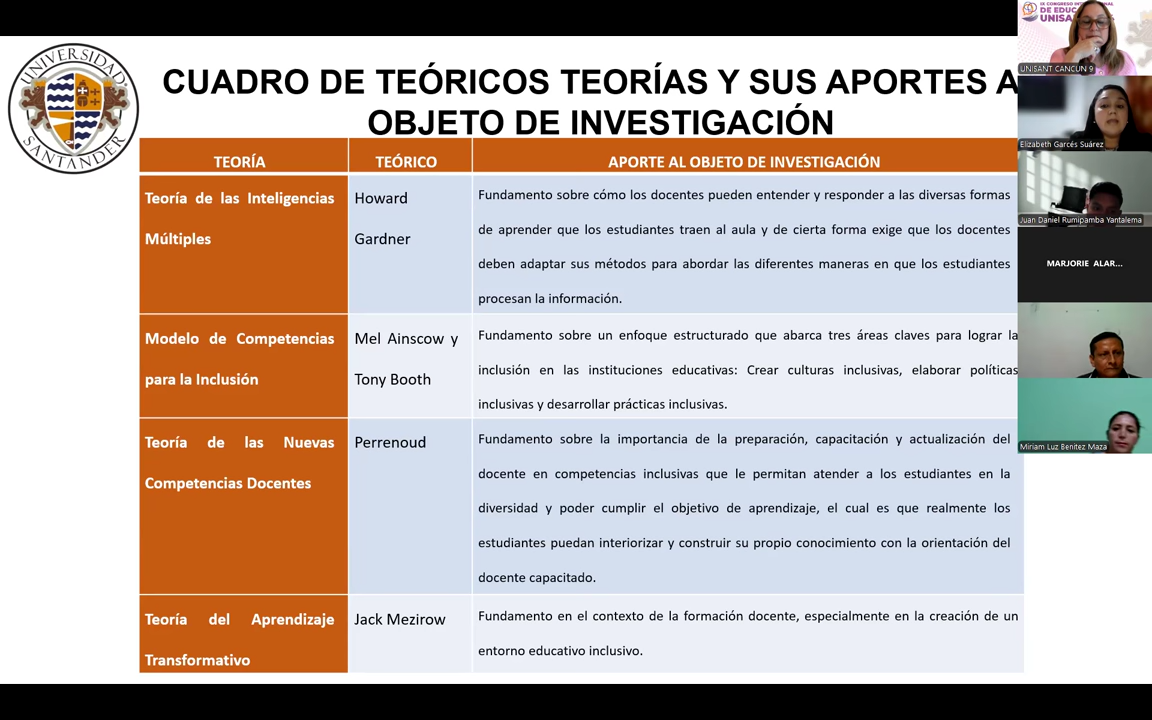 UNIVERSIDAD
SANTANDER
CUADRO DE TEÓRICOS TEORÍAS Y SUS APORTES A
OBJETO DE INVESTIGACIÓN
TEORÍA
TEÓRICO
APORTE AL OBJETO DE INVESTIGACIÓN
Teoría de las Inteligencias
Múltiples
Howard
Gardner
Fundamento sobre cómo los docentes pueden entender y responder a las diversas formas
de aprender que los estudiantes traen al aula y de cierta forma exige que los docentes
deben adaptar sus métodos para abordar las diferentes maneras en que los estudiantes
procesan la información.
Modelo de Competencias
para la Inclusión
Mel Ainscow y
Tony Booth
Fundamento sobre un enfoque estructurado que abarca tres áreas claves para lograr la
inclusión en las instituciones educativas: Crear culturas inclusivas, elaborar políticas
inclusivas y desarrollar prácticas inclusivas.
Teoría de las Nuevas
Competencias Docentes
Perrenoud
Fundamento sobre la importancia de la preparación, capacitación y actualización del
docente en competencias inclusivas que le permitan atender a los estudiantes en la
diversidad y poder cumplir el objetivo de aprendizaje, el cual es que realmente los
estudiantes puedan interiorizar y construir su propio conocimiento con la orientación del
docente capacitado.
Teoría del Aprendizaje
Transformativo
Jack Mezirow
Fundamento en el contexto de la formación docente, especialmente en la creación de un
entorno educativo inclusivo.
IX CONGRESO
DE EDUC
UNISA
UNISANT CANCUN 9
Elizabeth Garcés Suárez
Juan Daniel Rumipamba Yantalema
MARJORIE ALAR...
Miriam Luz Benitez Maza